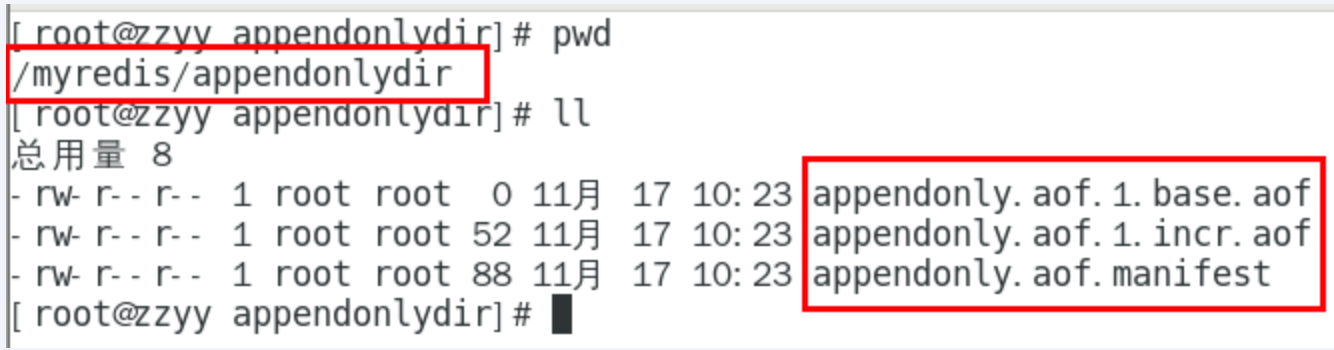 [root@zzyy appendonlydir]# pwd
/myredis/appendonlydir
[root@zzyy appendonlydir]# ll
总用量 8
-rw-r--r-- 1 root root  0 11月  17 10:23 appendonly.aof.1.base.aof
-rw-r--r-- 1 root root 52 11月  17 10:23 appendonly.aof.1.incr.aof
-rw-r--r-- 1 root root 88 11月  17 10:23 appendonly.aof.manifest
[root@zzyy appendonlydir]#